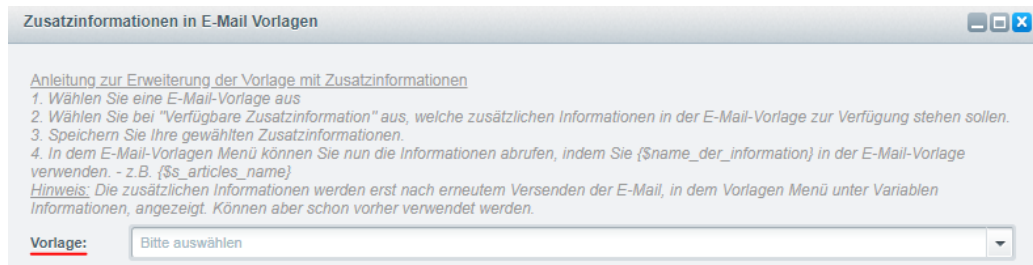 Zusatzinformationen in E-Mail Vorlagen
Anleitung zur Erweiterung der Vorlage mit Zusatzinformationen
1. Wählen Sie eine E-Mail-Vorlage aus
2. Wählen Sie bei "Verfügbare Zusatzinformation" aus, welche zusätzlichen Informationen in der E-Mail-Vorlage zur Verfügung stehen sollen.
3. Speichern Sie Ihre gewählten Zusatzinformationen.
4. In dem E-Mail-Vorlagen Menü können Sie nun die Informationen abrufen, indem Sie {$name_der_information} in der E-Mail-Vorlage
verwenden. - z.B. {$s_articles_name}
Hinweis: Die zusätzlichen Informationen werden erst nach erneutem Versenden der E-Mail, in dem Vorlagen Menü unter Variablen
Informationen, angezeigt. Können aber schon vorher verwendet werden.
Vorlage: Bitte auswählen